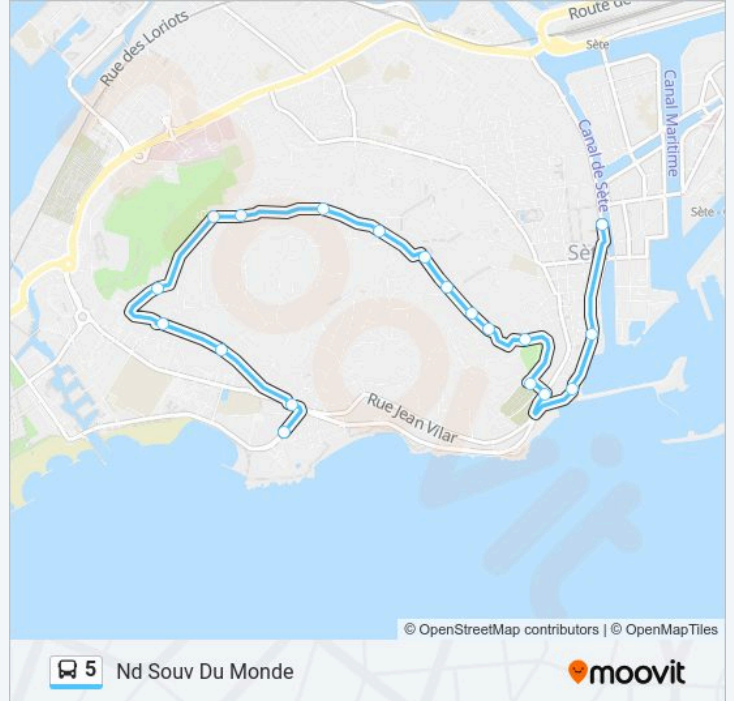 Route de
Rue des Loriots
Sète
Canal Maritime
Canal de Sète
Sète
Rue Jean Vilar
© OpenStreetMap contributors | © OpenMapTiles
5 Nd Souv Du Monde
moovit